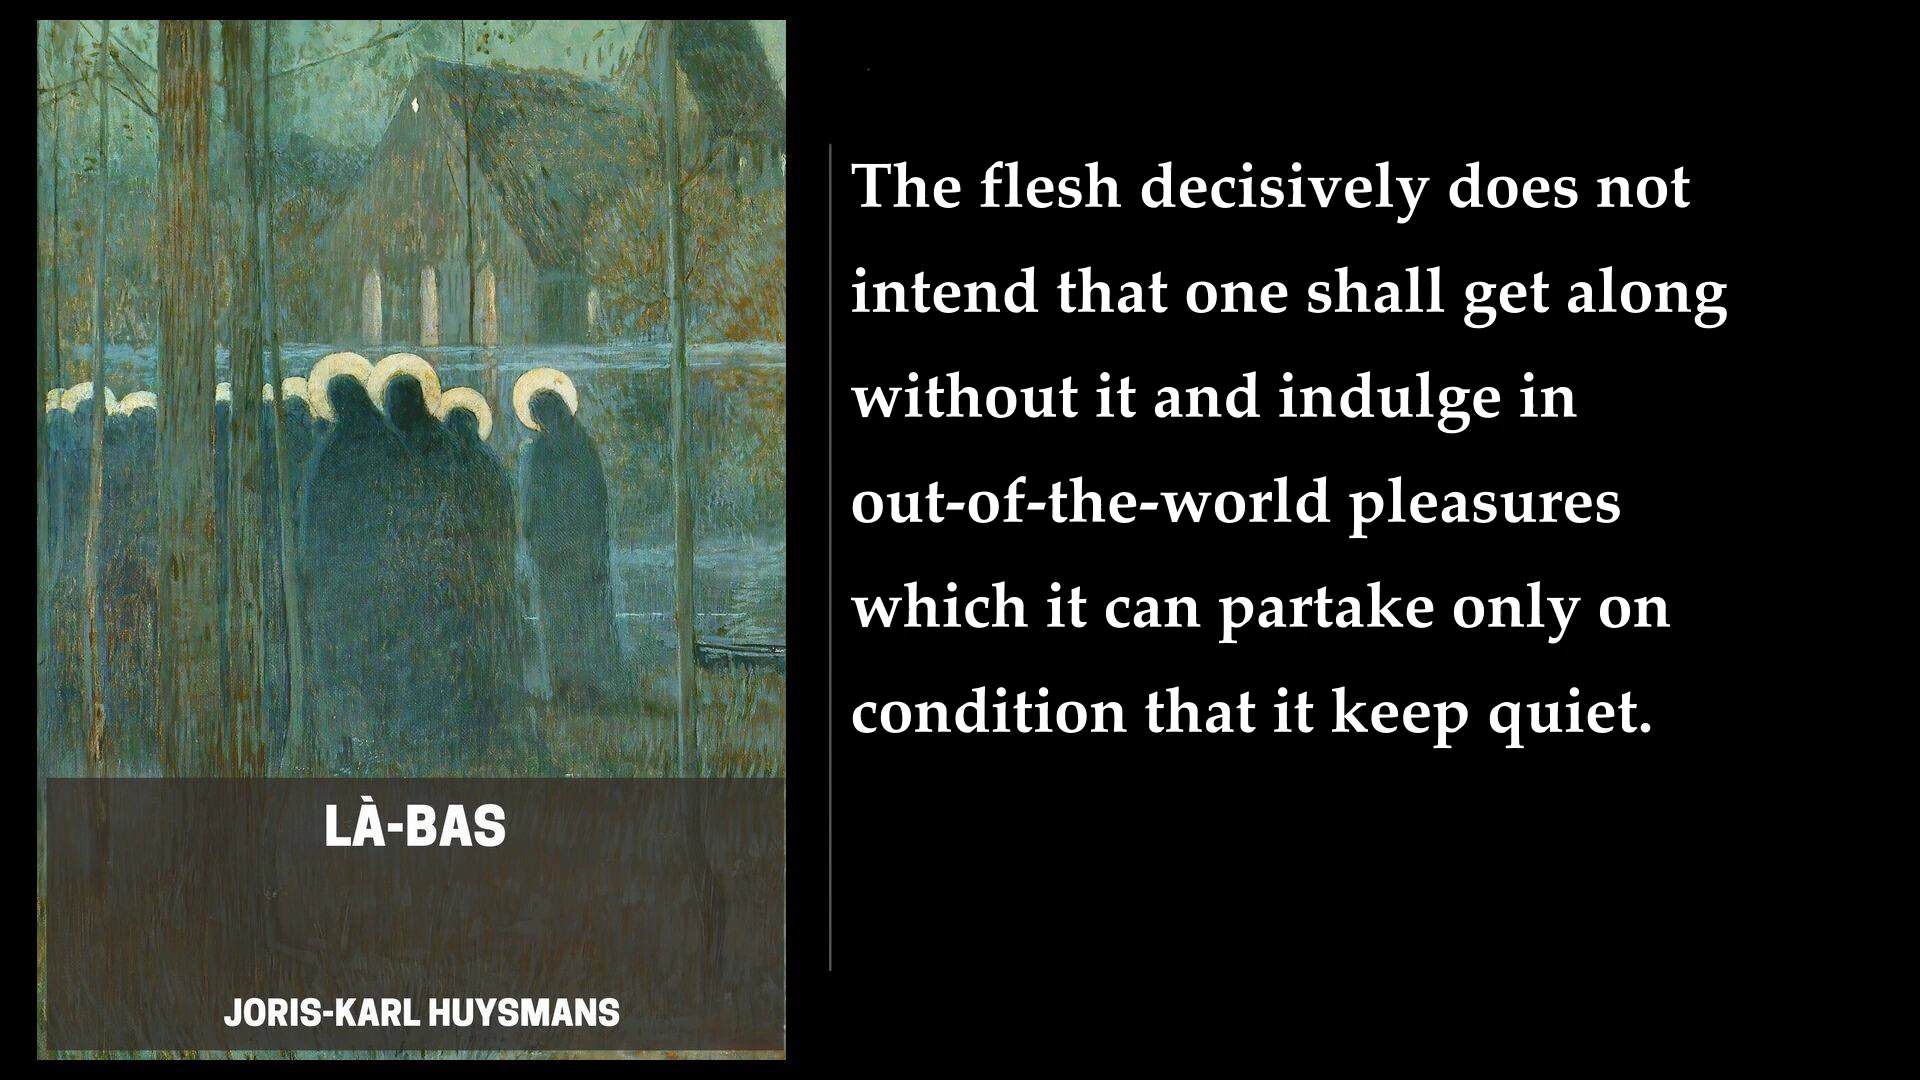 LÀ-BAS
JORIS-KARL HUYSMANS
The flesh decisively does not
intend that one shall get along
without it and indulge in
out-of-the-world pleasures
which it can partake only on
condition that it keep quiet.